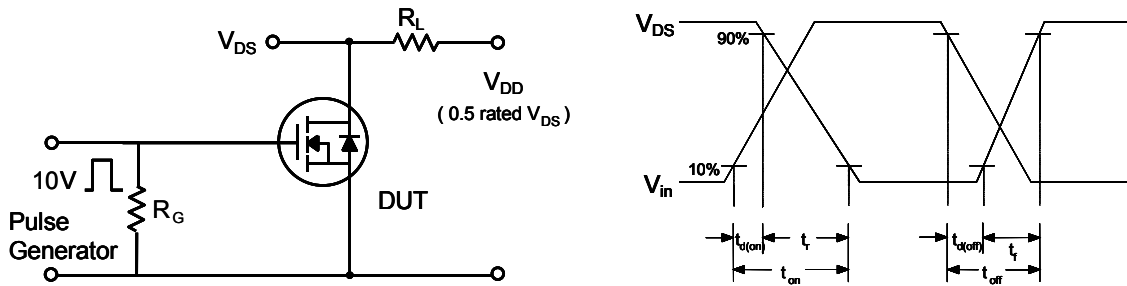 V_DS
R_L
V_DD
( 0.5 rated V_DS )
10V
R_G
DUT
Pulse
Generator
V_DS
90%
V_in
10%
t_d(on)
t_r
t_on
t_d(off)
t_f
t_off